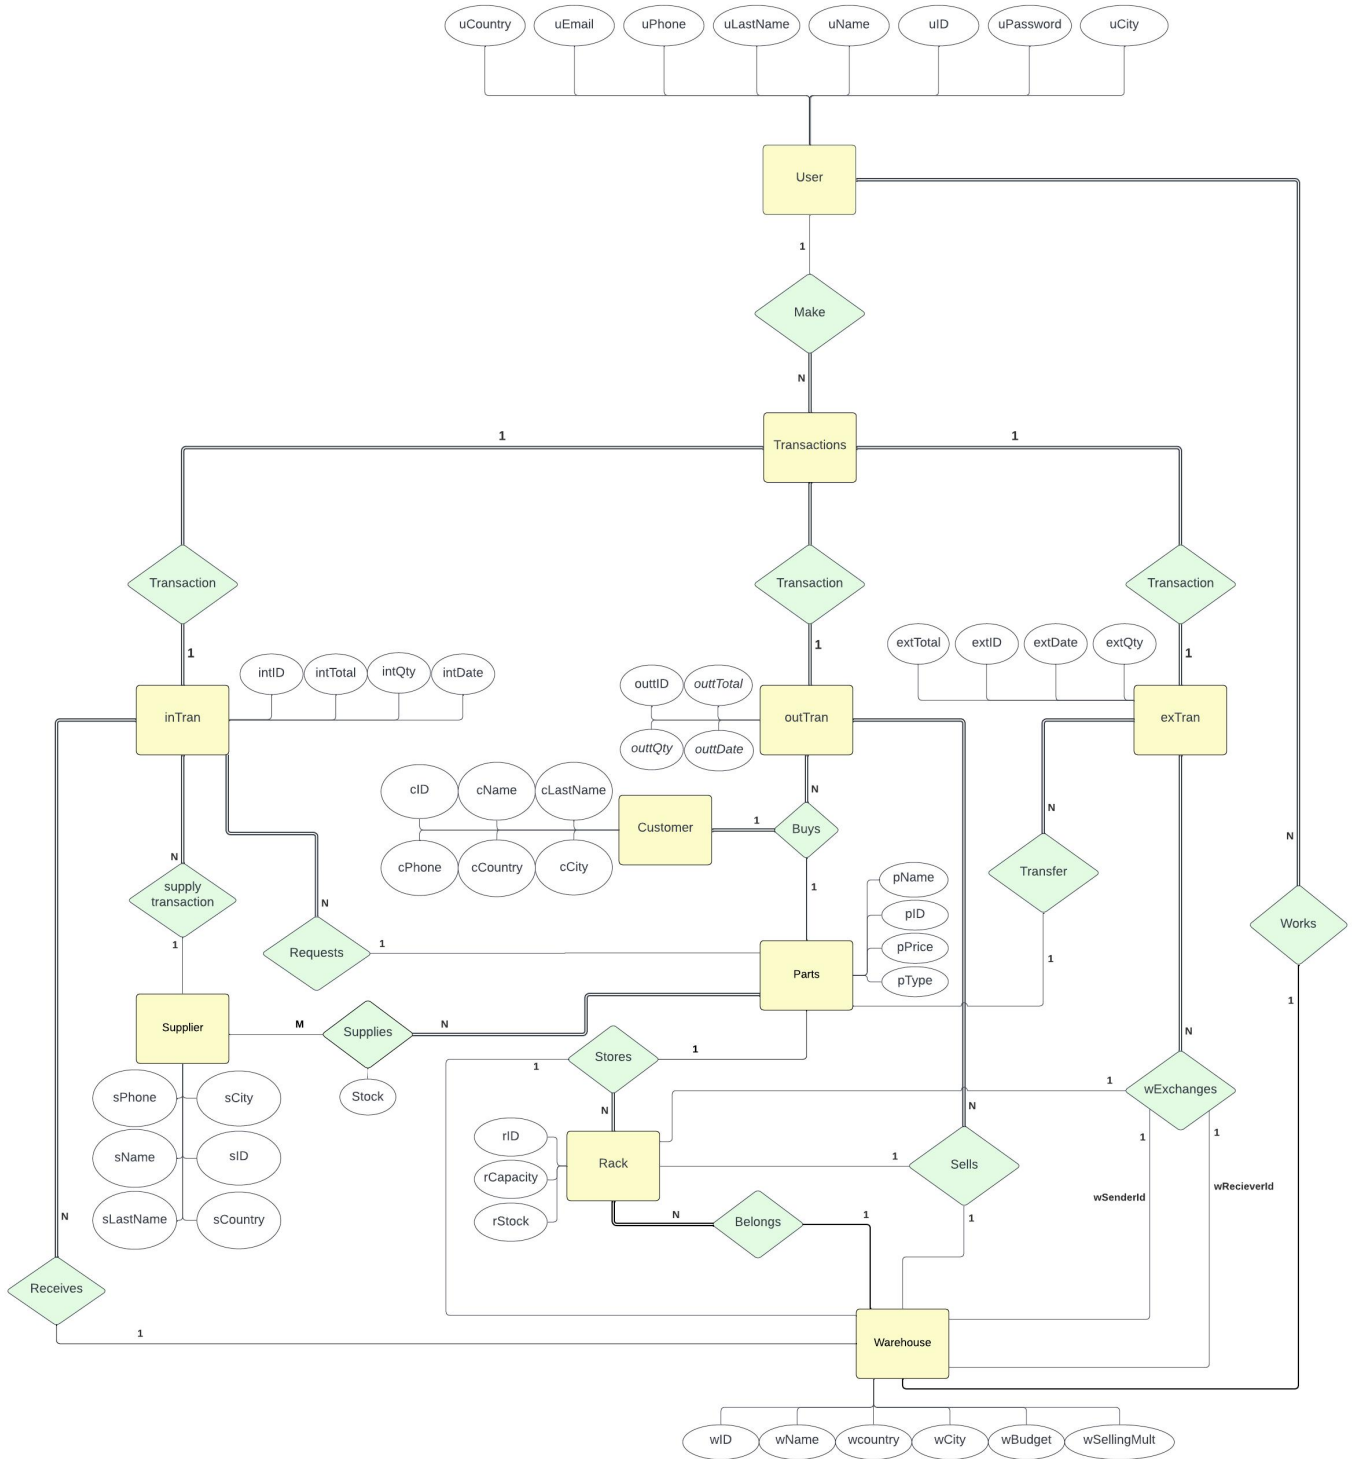 uCountry
uEmail
uPhone
uLastName
uName
uID
uPassword
uCity
User
1
Make
N
Transactions
1
1
Transaction
Transaction
Transaction
1
1
1
intID
intTotal
intQty
intDate
inTran
outtID
outtTotal
outtQty
outtDate
outTran
extTotal
extID
extDate
extQty
exTran
N
N
N
cID
cName
cLastName
cPhone
cCountry
cCity
Customer
1
Buys
1
N
supply
transaction
1
N
Requests
1
Transfer
1
Works
1
pName
pID
pPrice
pType
Parts
Supplier
M
Supplies
N
Stock
sPhone
sCity
sName
sID
sLastName
sCountry
Stores
1
1
N
N
wExchanges
1
1
1
wSenderId
wRecieverId
rID
rCapacity
rStock
Rack
N
Sells
1
1
N
Belongs
1
N
Receives
1
Warehouse
wID
wName
wcountry
wCity
wBudget
wSellingMult